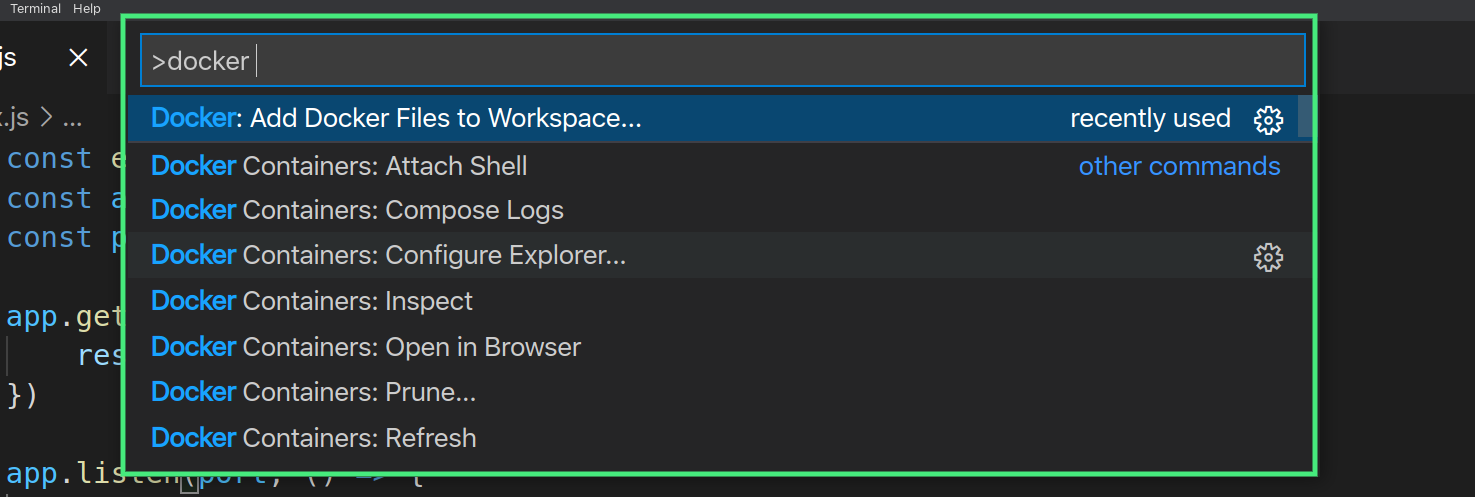 Terminal Help
js
>docker
Docker: Add Docker Files to Workspace... recently used
.js > ...
Docker Containers: Attach Shell other commands
const e
const a
Docker Containers: Compose Logs
const p
Docker Containers: Configure Explorer...
Docker Containers: Inspect
app.get
Docker Containers: Open in Browser
res
Docker Containers: Prune...
})
Docker Containers: Refresh
app.listen(port, () => {